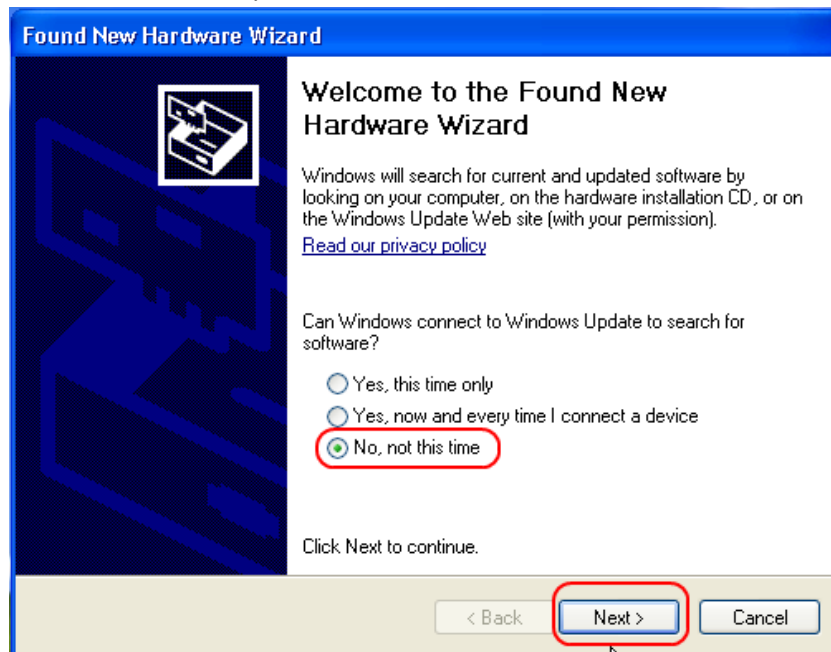 Found New Hardware Wizard
Welcome to the Found New
Hardware Wizard
Windows will search for current and updated software by
looking on your computer, on the hardware installation CD, or on
the Windows Update Web site (with your permission).
Read our privacy policy
Can Windows connect to Windows Update to search for
software?
Yes, this time only
Yes, now and every time I connect a device
No, not this time
Click Next to continue.
< Back Next > Cancel